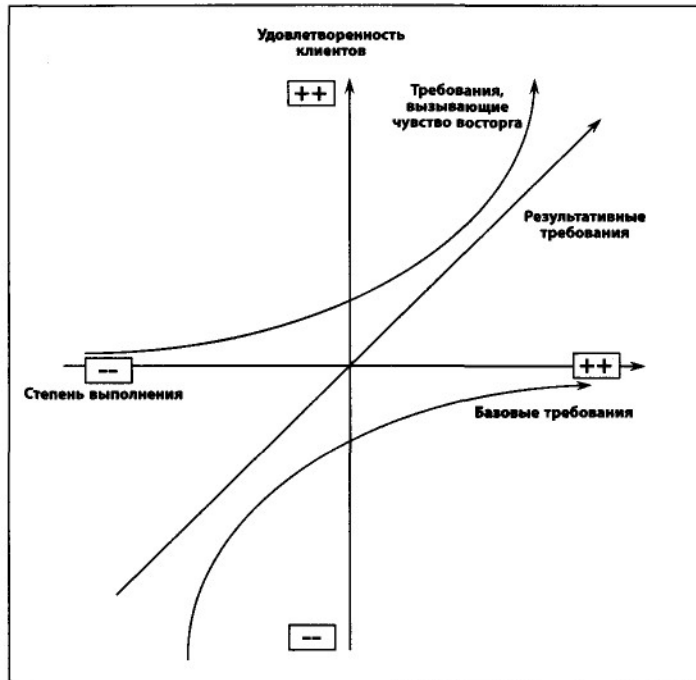 Удовлетворенность
клиентов
++
Требования,
вызывающие
чувство восторга
Результативные
требования
--
++
Степень выполнения
Базовые требования
--